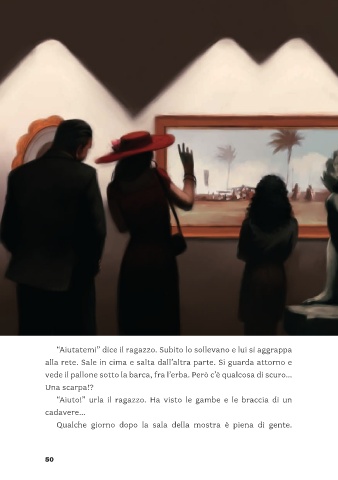 "Aiutatemi" dice il ragazzo. Subito lo sollevano e lui si aggrappa
alla rete. Sale in cima e salta dall'altra parte. Si guarda attorno e
vede il pallone sotto la barca, fra l'erba. Però c'è qualcosa di scuro...
Una scarpa!?
"Aiuto!" urla il ragazzo. Ha visto le gambe e le braccia di un
cadavere...
Qualche giorno dopo la sala della mostra è piena di gente.
50